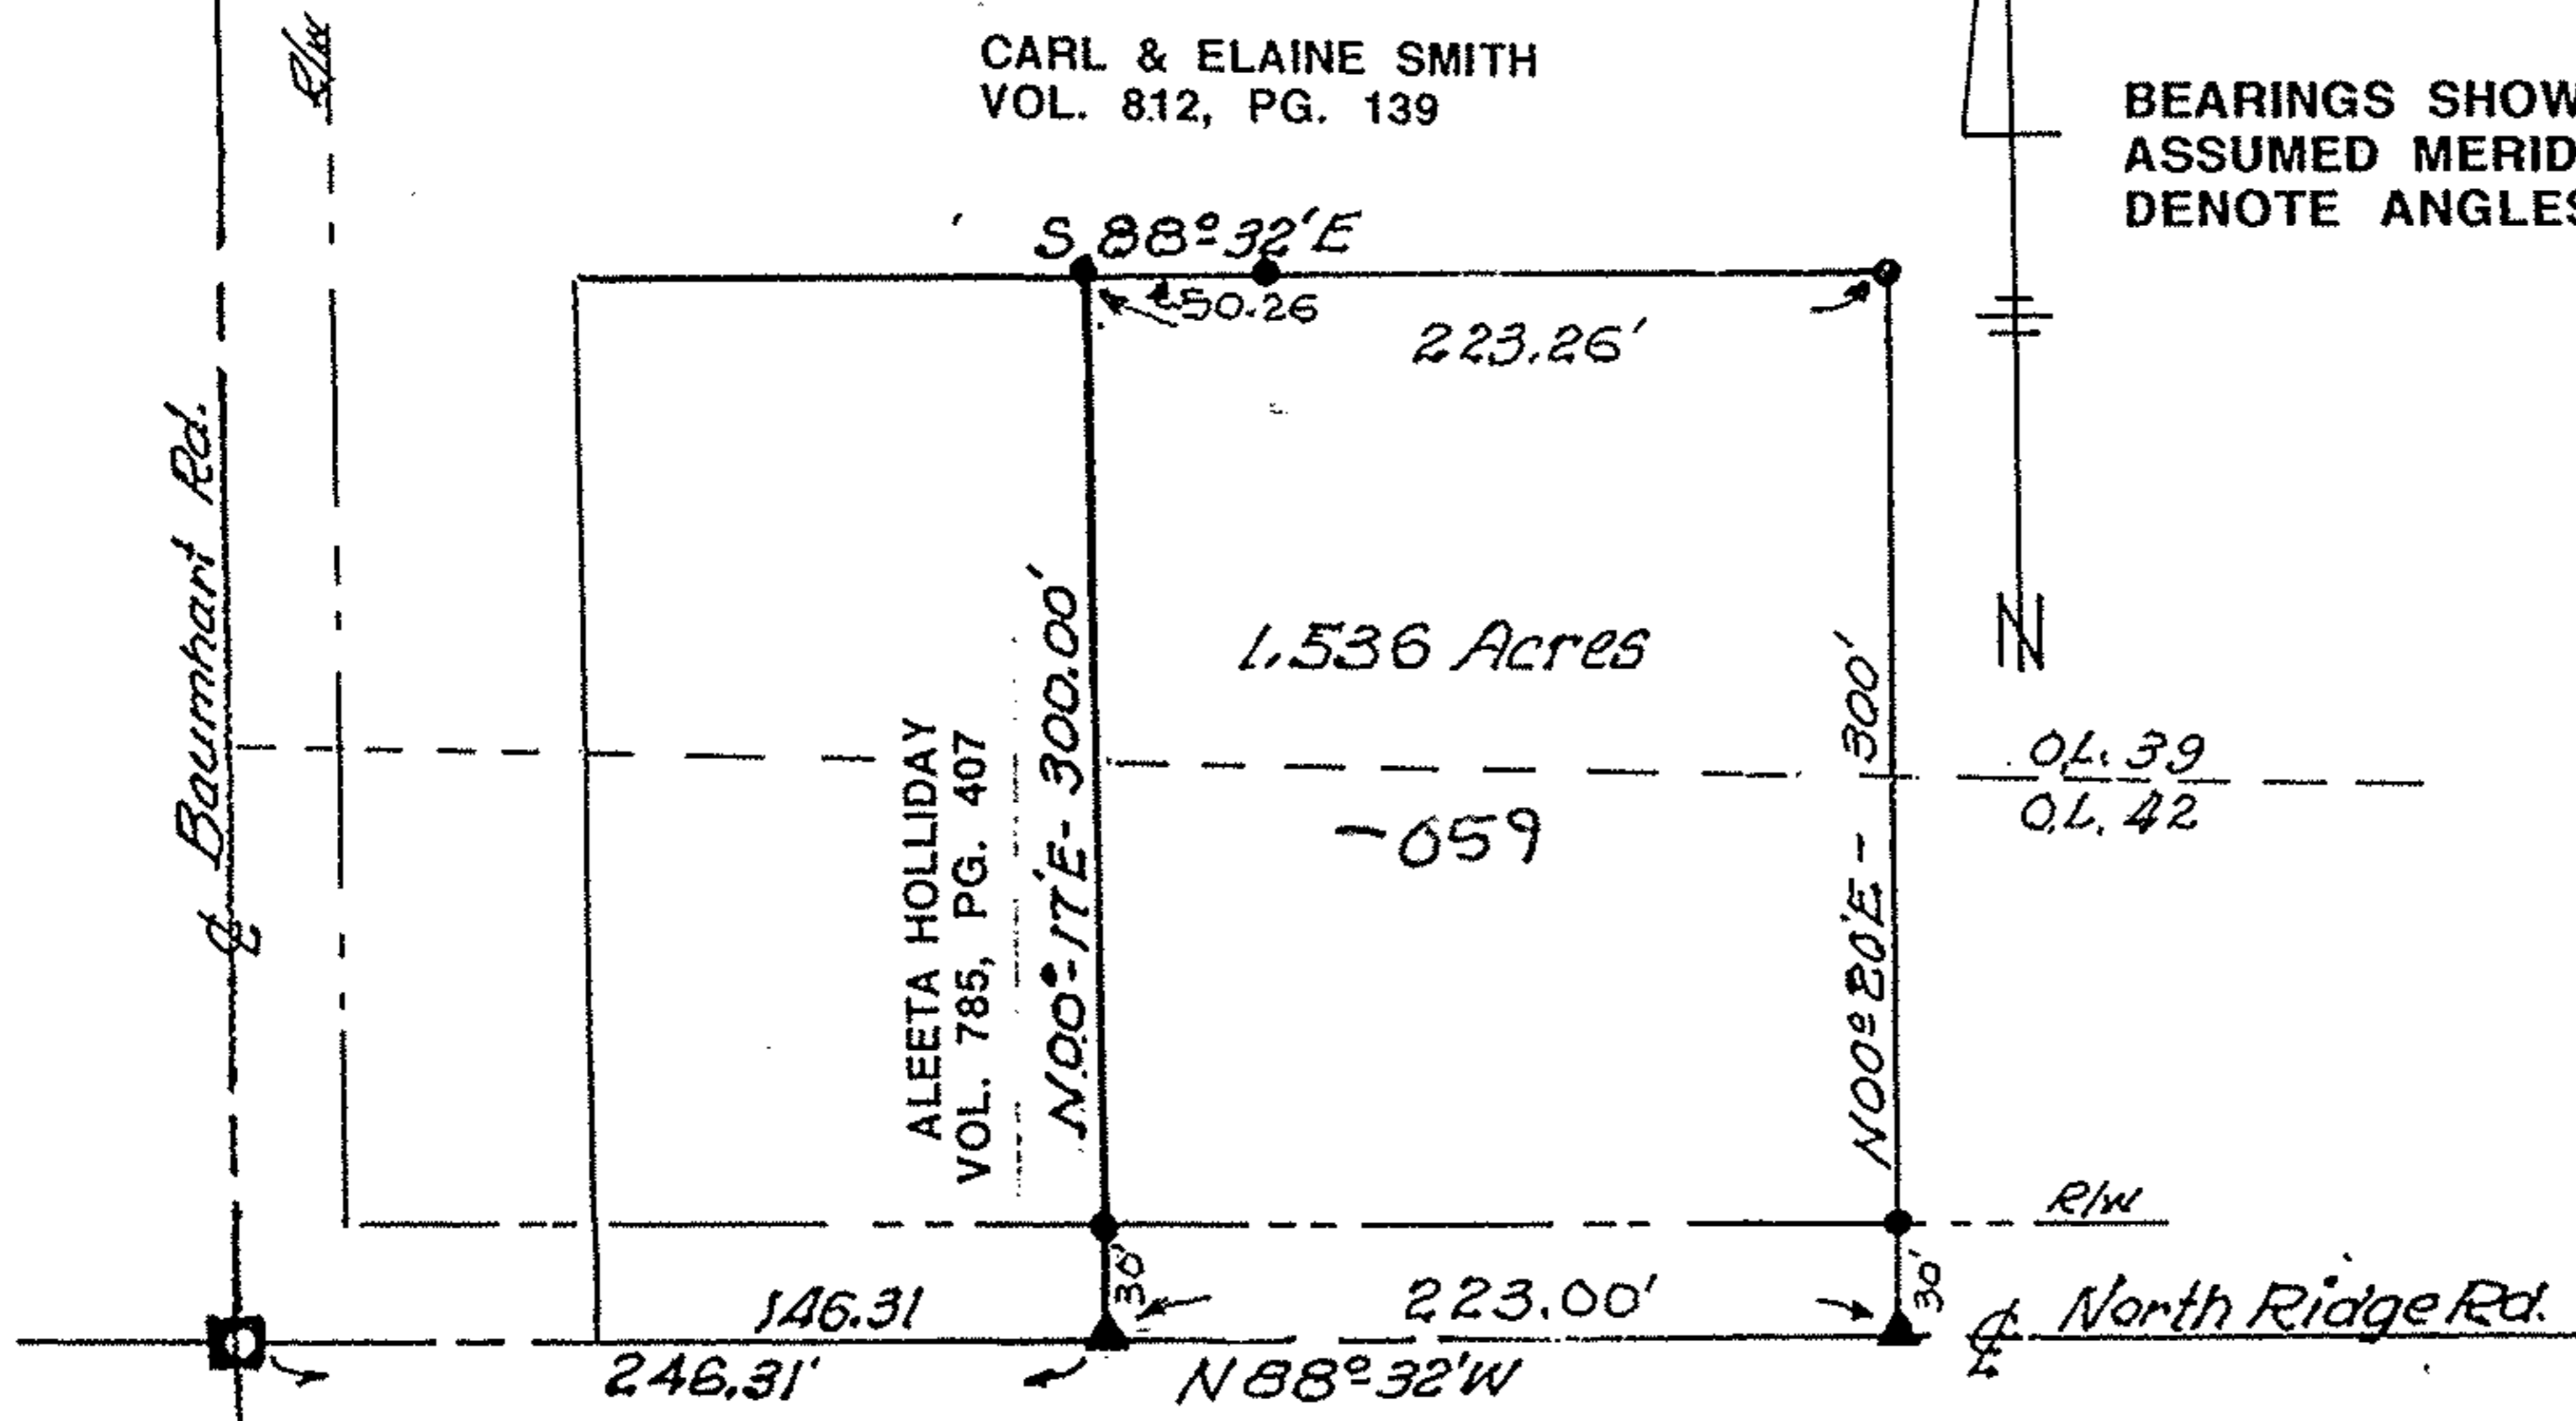 R/W
CARL & ELAINE SMITH
VOL. 812, PG. 139
BEARINGS SHOW
ASSUMED MERID
DENOTE ANGLES
S 88° 32' E
50.26
223.26'
Baumhart Rd.
ALEETA HOLLIDAY
VOL. 785, PG. 407
N.00°-17'E- 300.00'
1.536 Acres
-059
N00° 20'E - 300'
N
O.L. 39
O.L. 42
R/W
30'
30'
146.31
223.00'
North Ridge Rd.
246.31'
N 88° 32' W